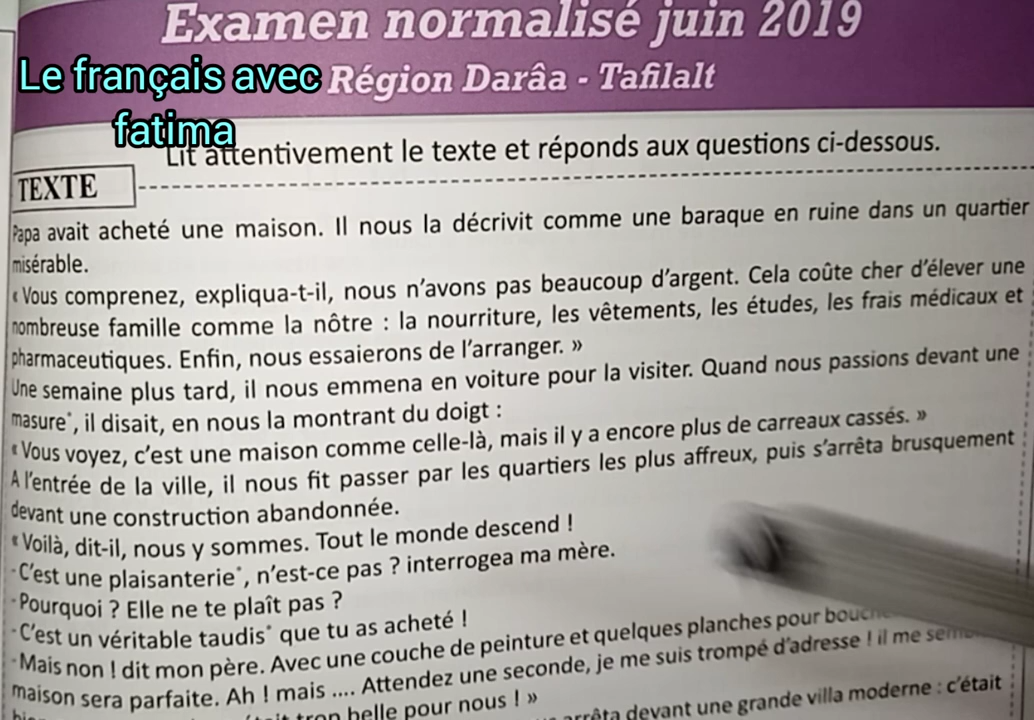 Examen normalisé juin 2019
Le français avec Région Darâa - Tafilalt
fatima
Lit attentivement le texte et réponds aux questions ci-dessous.
TEXTE
Papa avait acheté une maison. Il nous la décrivit comme une baraque en ruine dans un quartier
misérable.
« Vous comprenez, expliqua-t-il, nous n'avons pas beaucoup d'argent. Cela coûte cher d'élever une
nombreuse famille comme la nôtre : la nourriture, les vêtements, les études, les frais médicaux et
pharmaceutiques. Enfin, nous essaierons de l'arranger. »
Une semaine plus tard, il nous emmena en voiture pour la visiter. Quand nous passions devant une
masure*, il disait, en nous la montrant du doigt :
« Vous voyez, c'est une maison comme celle-là, mais il y a encore plus de carreaux cassés. »
A l'entrée de la ville, il nous fit passer par les quartiers les plus affreux, puis s'arrêta brusquement
devant une construction abandonnée.
« Voilà, dit-il, nous y sommes. Tout le monde descend !
-C'est une plaisanterie*, n'est-ce pas ? interrogea ma mère.
-Pourquoi ? Elle ne te plaît pas ?
-C'est un véritable taudis* que tu as acheté !
-Mais non ! dit mon père. Avec une couche de peinture et quelques planches pour
maison sera parfaite. Ah ! mais .... Attendez une seconde, je me suis trompé d'adresse ! il me
trop belle pour nous ! »
devant une grande villa moderne : c'était